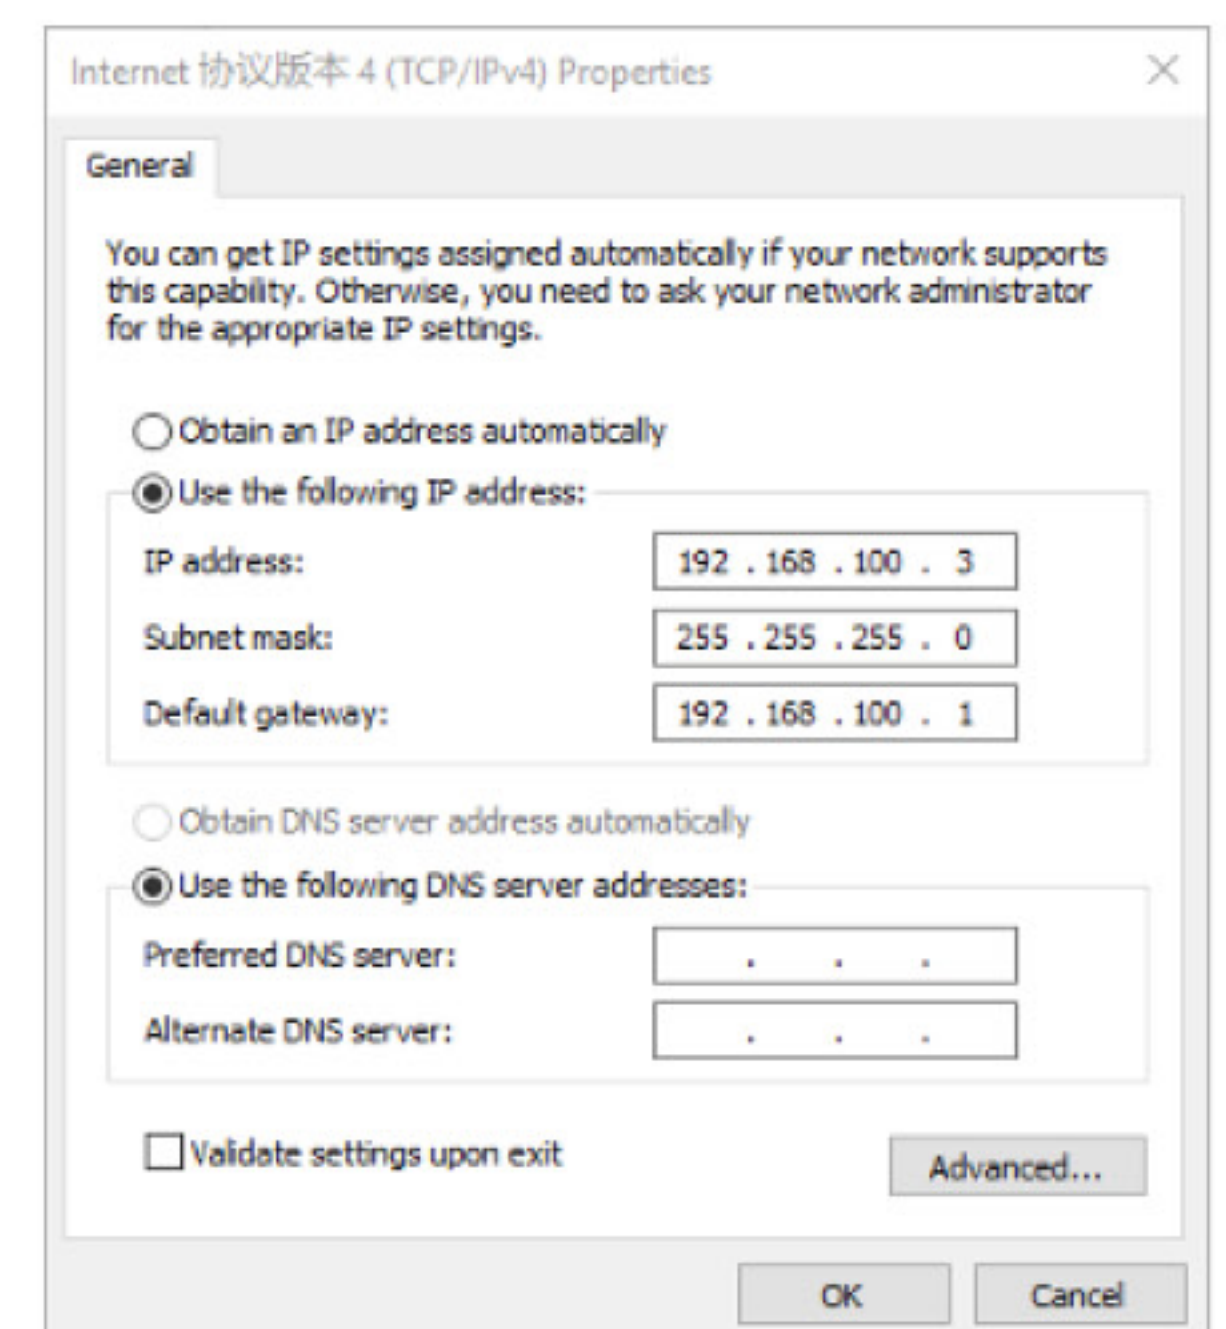 Internet 协议版本 4 (TCP/IPv4) Properties
General
You can get IP settings assigned automatically if your network supports
this capability. Otherwise, you need to ask your network administrator
for the appropriate IP settings.
Obtain an IP address automatically
Use the following IP address:
IP address: 192 . 168 . 100 . 3
Subnet mask: 255 . 255 . 255 . 0
Default gateway: 192 . 168 . 100 . 1
Obtain DNS server address automatically
Use the following DNS server addresses:
Preferred DNS server: . . .
Alternate DNS server: . . .
Validate settings upon exit
Advanced...
OK Cancel